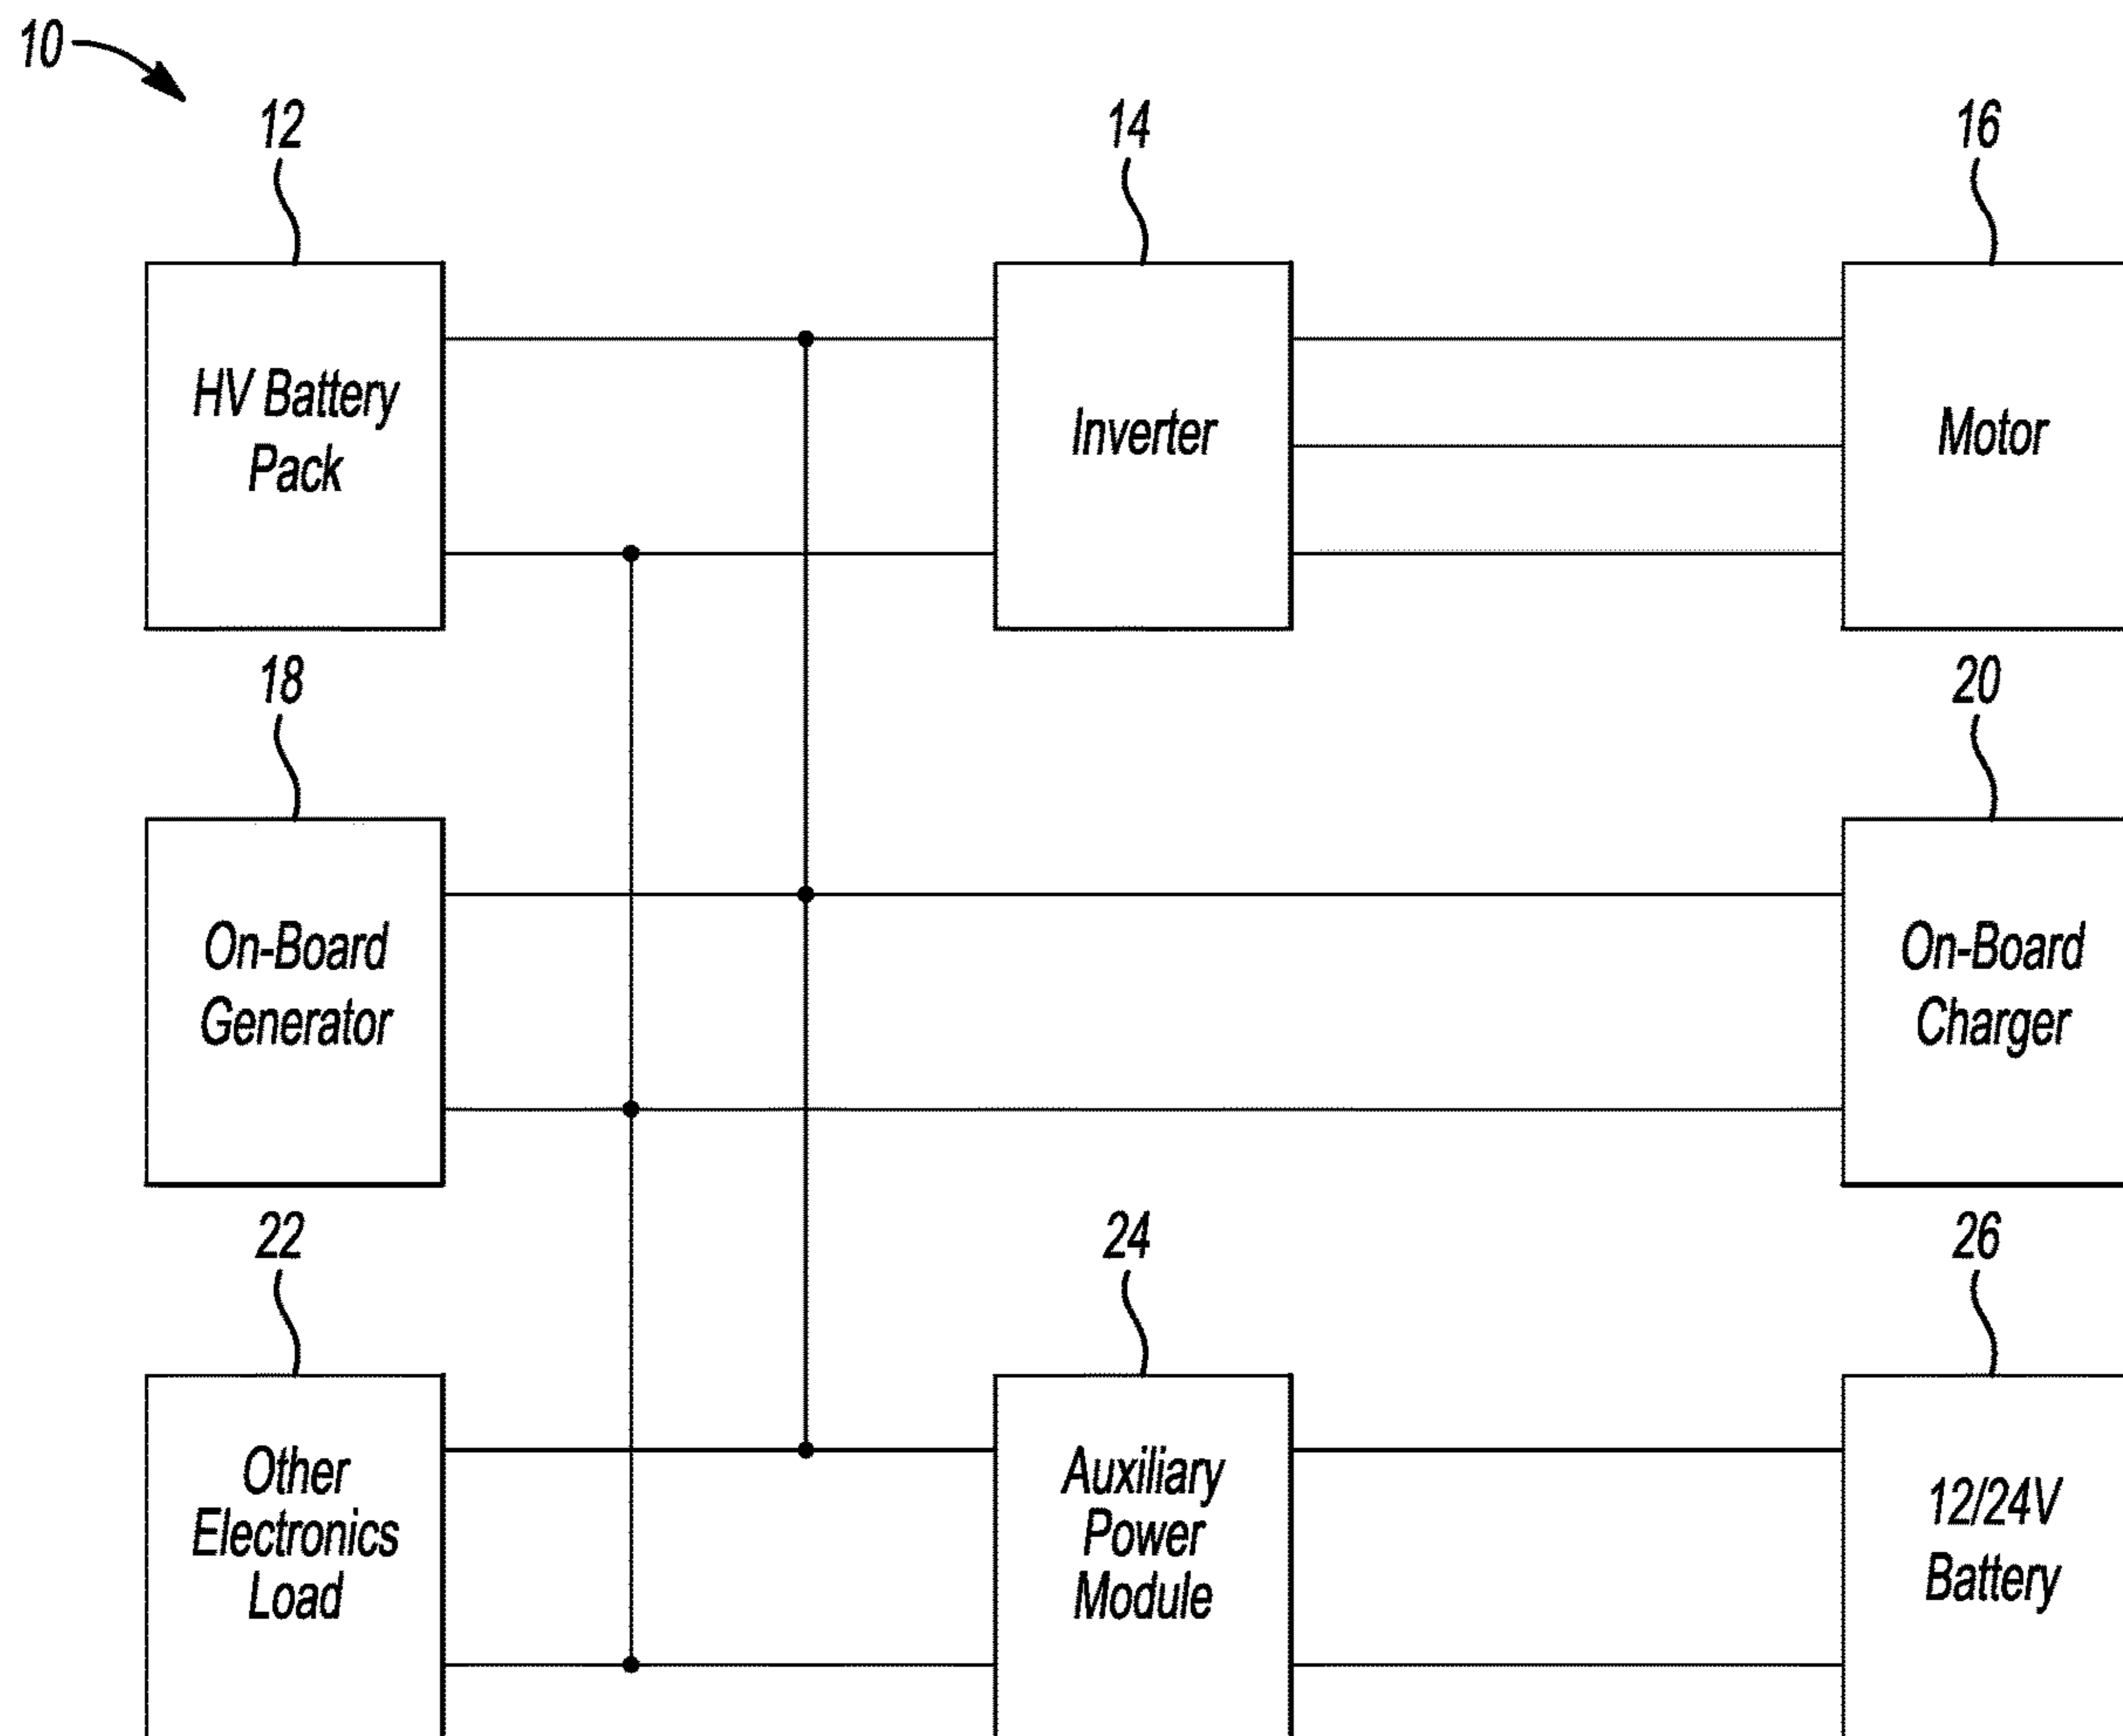 10
12
14
16
HV Battery
Pack
Inverter
Motor
18
20
On-Board
Generator
On-Board
Charger
22
24
26
Other
Electronics
Load
Auxiliary
Power
Module
12/24V
Battery